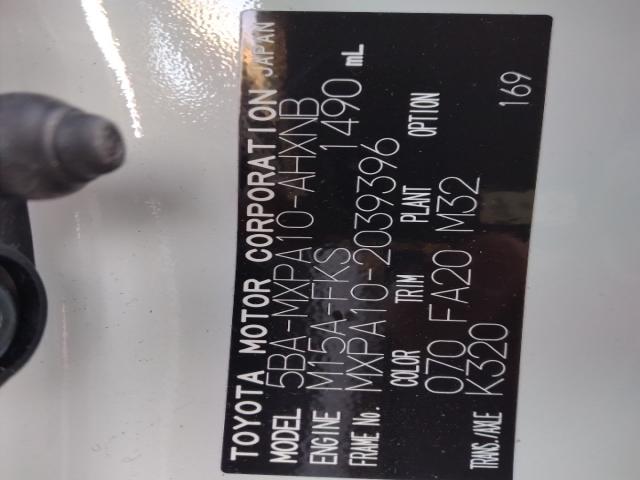 TOYOTA MOTOR CORPORATION JAPAN
MODEL 5BA-MXPA10-AHXNB
ENGINE M15A-FKS 1490 mL
FRAME No. MXPA10-2039396
COLOR TRIM PLANT OPTION
070 FA20 M32 169
TRANS./AXLE K320